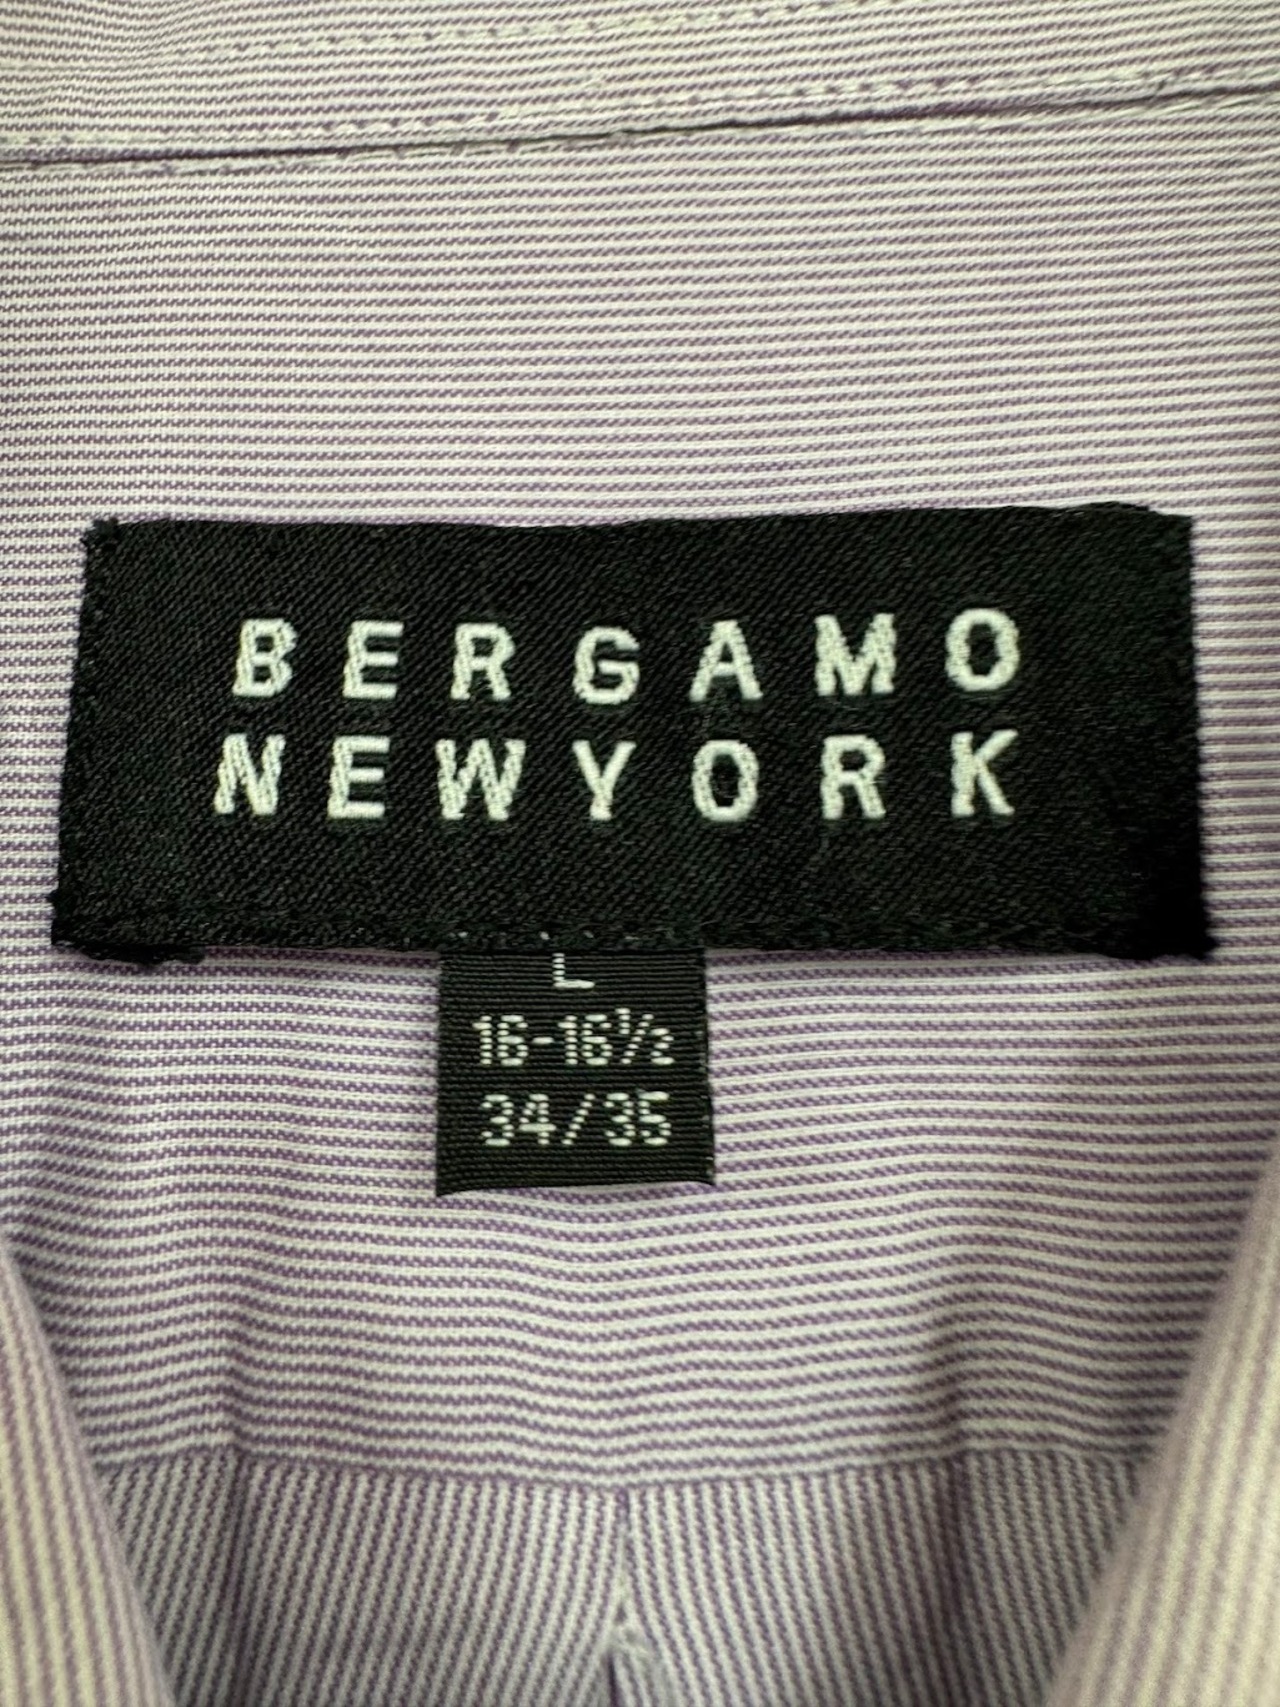 BERGAMO
NEWYORK
L
16-16½
34/35